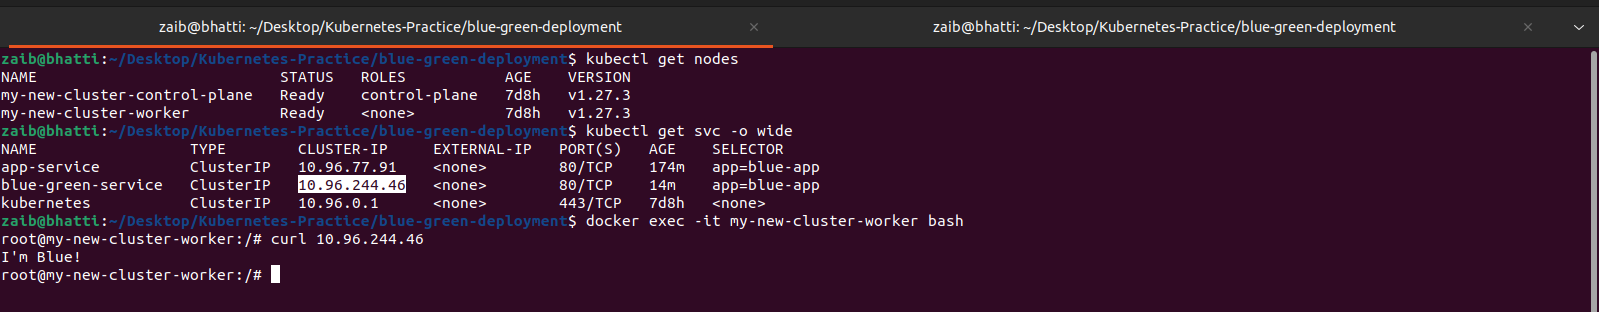 zaib@bhatti: ~/Desktop/Kubernetes-Practice/blue-green-deployment × zaib@bhatti: ~/Desktop/Kubernetes-Practice/blue-green-deployment ×
zaib@bhatti:~/Desktop/Kubernetes-Practice/blue-green-deployment$ kubectl get nodes
NAME STATUS ROLES AGE VERSION
my-new-cluster-control-plane Ready control-plane 7d8h v1.27.3
my-new-cluster-worker Ready <none> 7d8h v1.27.3
zaib@bhatti:~/Desktop/Kubernetes-Practice/blue-green-deployment$ kubectl get svc -o wide
NAME TYPE CLUSTER-IP EXTERNAL-IP PORT(S) AGE SELECTOR
app-service ClusterIP 10.96.77.91 <none> 80/TCP 174m app=blue-app
blue-green-service ClusterIP 10.96.244.46 <none> 80/TCP 14m app=blue-app
kubernetes ClusterIP 10.96.0.1 <none> 443/TCP 7d8h <none>
zaib@bhatti:~/Desktop/Kubernetes-Practice/blue-green-deployment$ docker exec -it my-new-cluster-worker bash
root@my-new-cluster-worker:/# curl 10.96.244.46
I'm Blue!
root@my-new-cluster-worker:/#